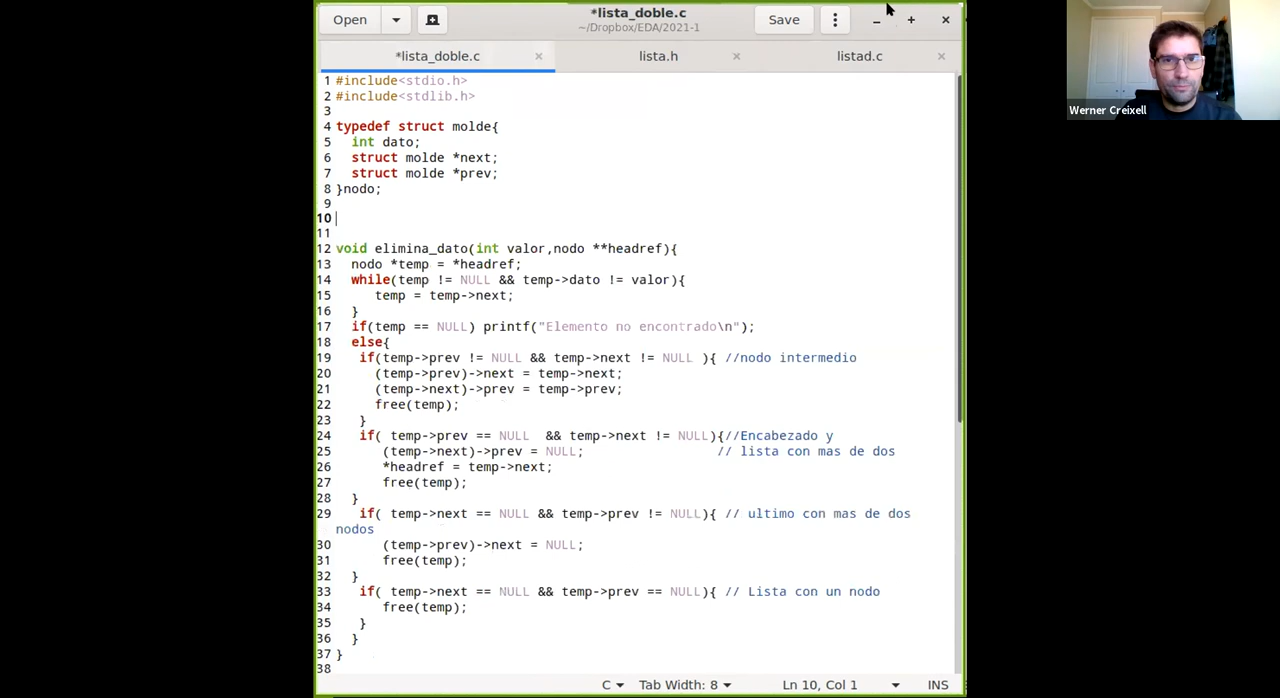 Open
*lista_doble.c
~/Dropbox/EDA/2021-1
Save
*lista_doble.c
lista.h
listad.c
Werner Creixell
1 #include<stdio.h>
2 #include<stdlib.h>
3
4 typedef struct molde{
5   int dato;
6   struct molde *next;
7   struct molde *prev;
8 }nodo;
9
10
11
12 void elimina_dato(int valor,nodo **headref){
13   nodo *temp = *headref;
14   while(temp != NULL && temp->dato != valor){
15      temp = temp->next;
16   }
17   if(temp == NULL) printf("Elemento no encontrado\n");
18   else{
19    if(temp->prev != NULL && temp->next != NULL ){ //nodo intermedio
20      (temp->prev)->next = temp->next;
21      (temp->next)->prev = temp->prev;
22      free(temp);
23    }
24    if( temp->prev == NULL  && temp->next != NULL){//Encabezado y
25       (temp->next)->prev = NULL;                 // lista con mas de dos
26       *headref = temp->next;
27       free(temp);
28   }
29    if( temp->next == NULL && temp->prev != NULL){ // ultimo con mas de dos
nodos
30       (temp->prev)->next = NULL;
31       free(temp);
32   }
33    if( temp->next == NULL && temp->prev == NULL){ // Lista con un nodo
34       free(temp);
35    }
36   }
37 }
38
C
Tab Width: 8
Ln 10, Col 1
INS